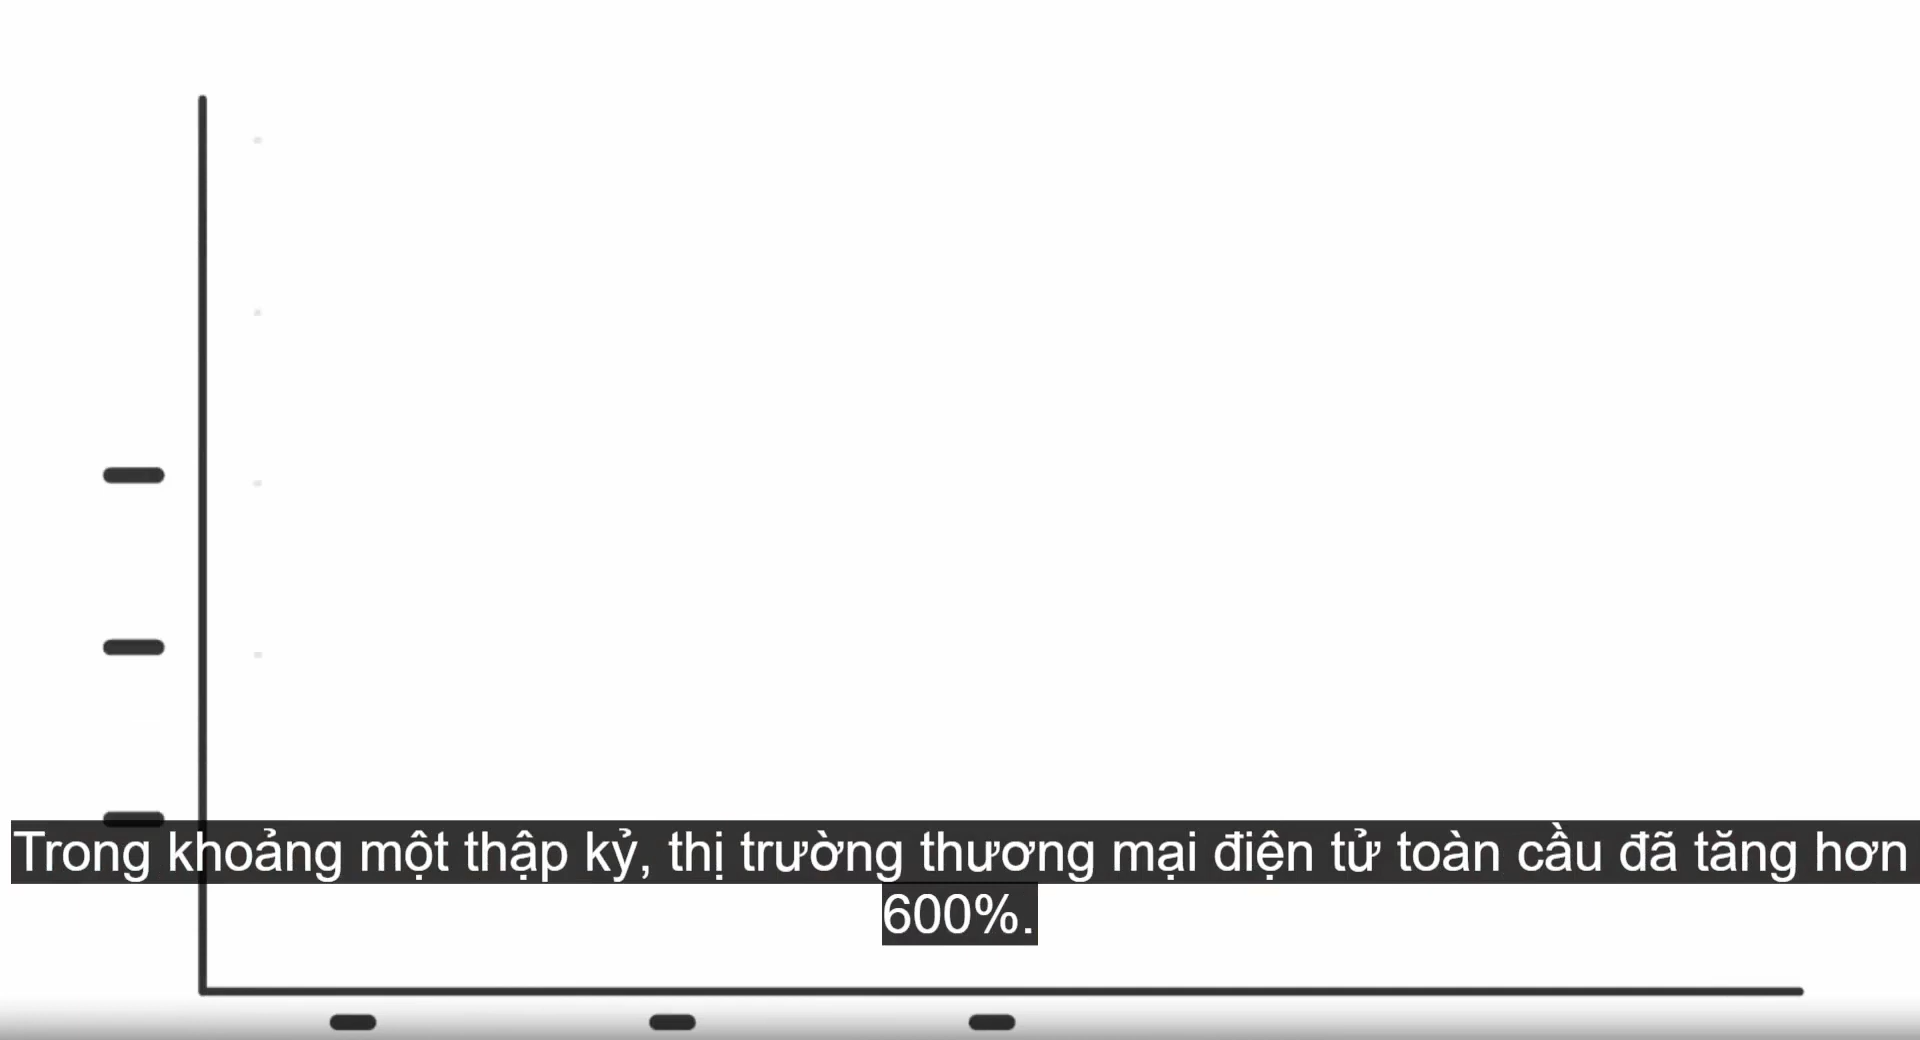 Trong khoảng một thập kỷ, thị trường thương mại điện tử toàn cầu đã tăng hơn
600%.